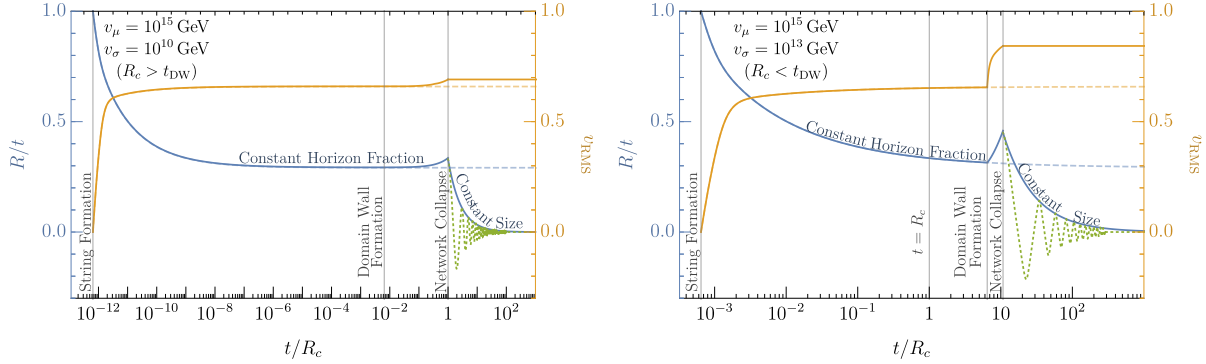 v_μ = 10^15 GeV
v_σ = 10^10 GeV
(R_c > t_DW)
1.0
0.5
0.0
R/t
1.0
0.5
0.0
v_RMS
Constant Horizon Fraction
Constant Size
String Formation
Domain Wall
Formation
Network Collapse
10^−12
10^−10
10^−8
10^−6
10^−4
10^−2
1
10^2
t/R_c
v_μ = 10^15 GeV
v_σ = 10^13 GeV
(R_c < t_DW)
1.0
0.5
0.0
R/t
1.0
0.5
0.0
v_RMS
Constant Horizon Fraction
Constant Size
String Formation
t = R_c
Domain Wall
Formation
Network Collapse
10^−3
10^−2
10^−1
1
10
10^2
t/R_c